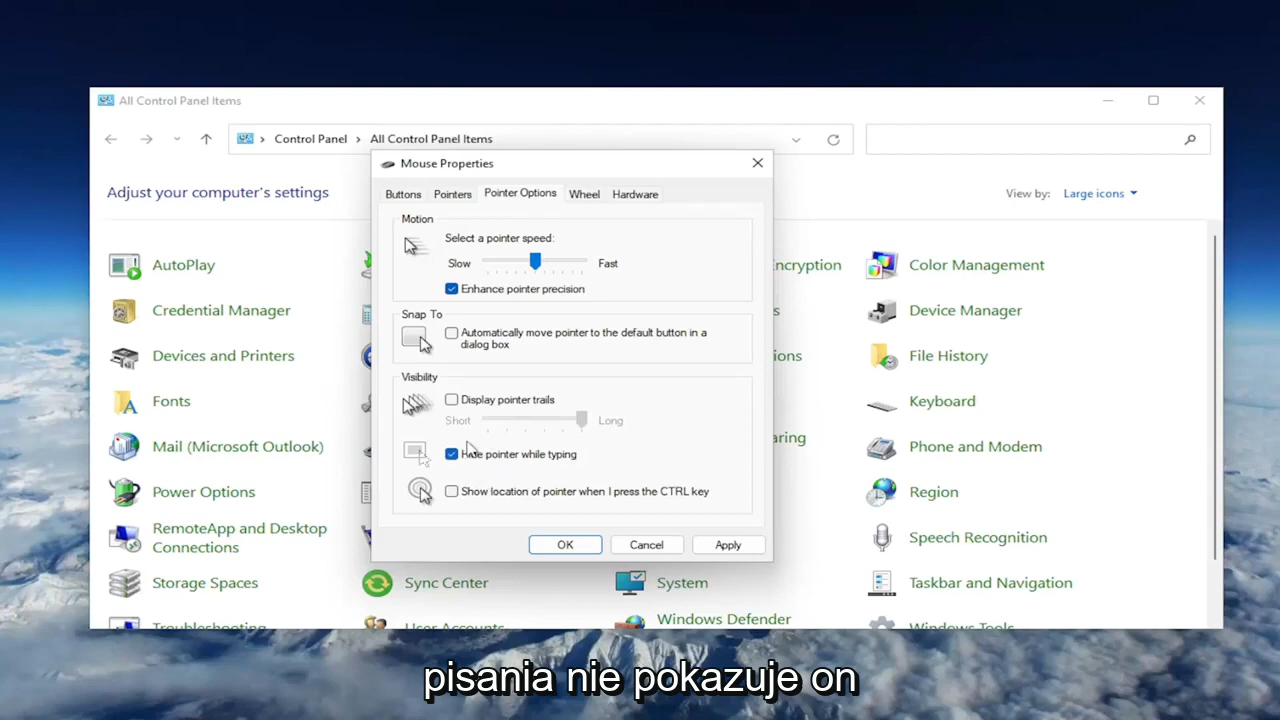 All Control Panel Items
Control Panel
All Control Panel Items
Adjust your computer's settings
View by: Large icons
Mouse Properties
Buttons Pointers Pointer Options Wheel Hardware
Motion
Select a pointer speed:
Slow Fast
Enhance pointer precision
Snap To
Automatically move pointer to the default button in a
dialog box
Visibility
Display pointer trails
Short Long
Hide pointer while typing
Show location of pointer when I press the CTRL key
OK Cancel Apply
AutoPlay
Color Management
Credential Manager
Device Manager
Devices and Printers
File History
Fonts
Keyboard
Mail (Microsoft Outlook)
Phone and Modem
Power Options
Region
RemoteApp and Desktop
Connections
Speech Recognition
Storage Spaces
Sync Center
System
Taskbar and Navigation
Troubleshooting
User Accounts
Windows Defender
Windows Tools
pisania nie pokazuje on